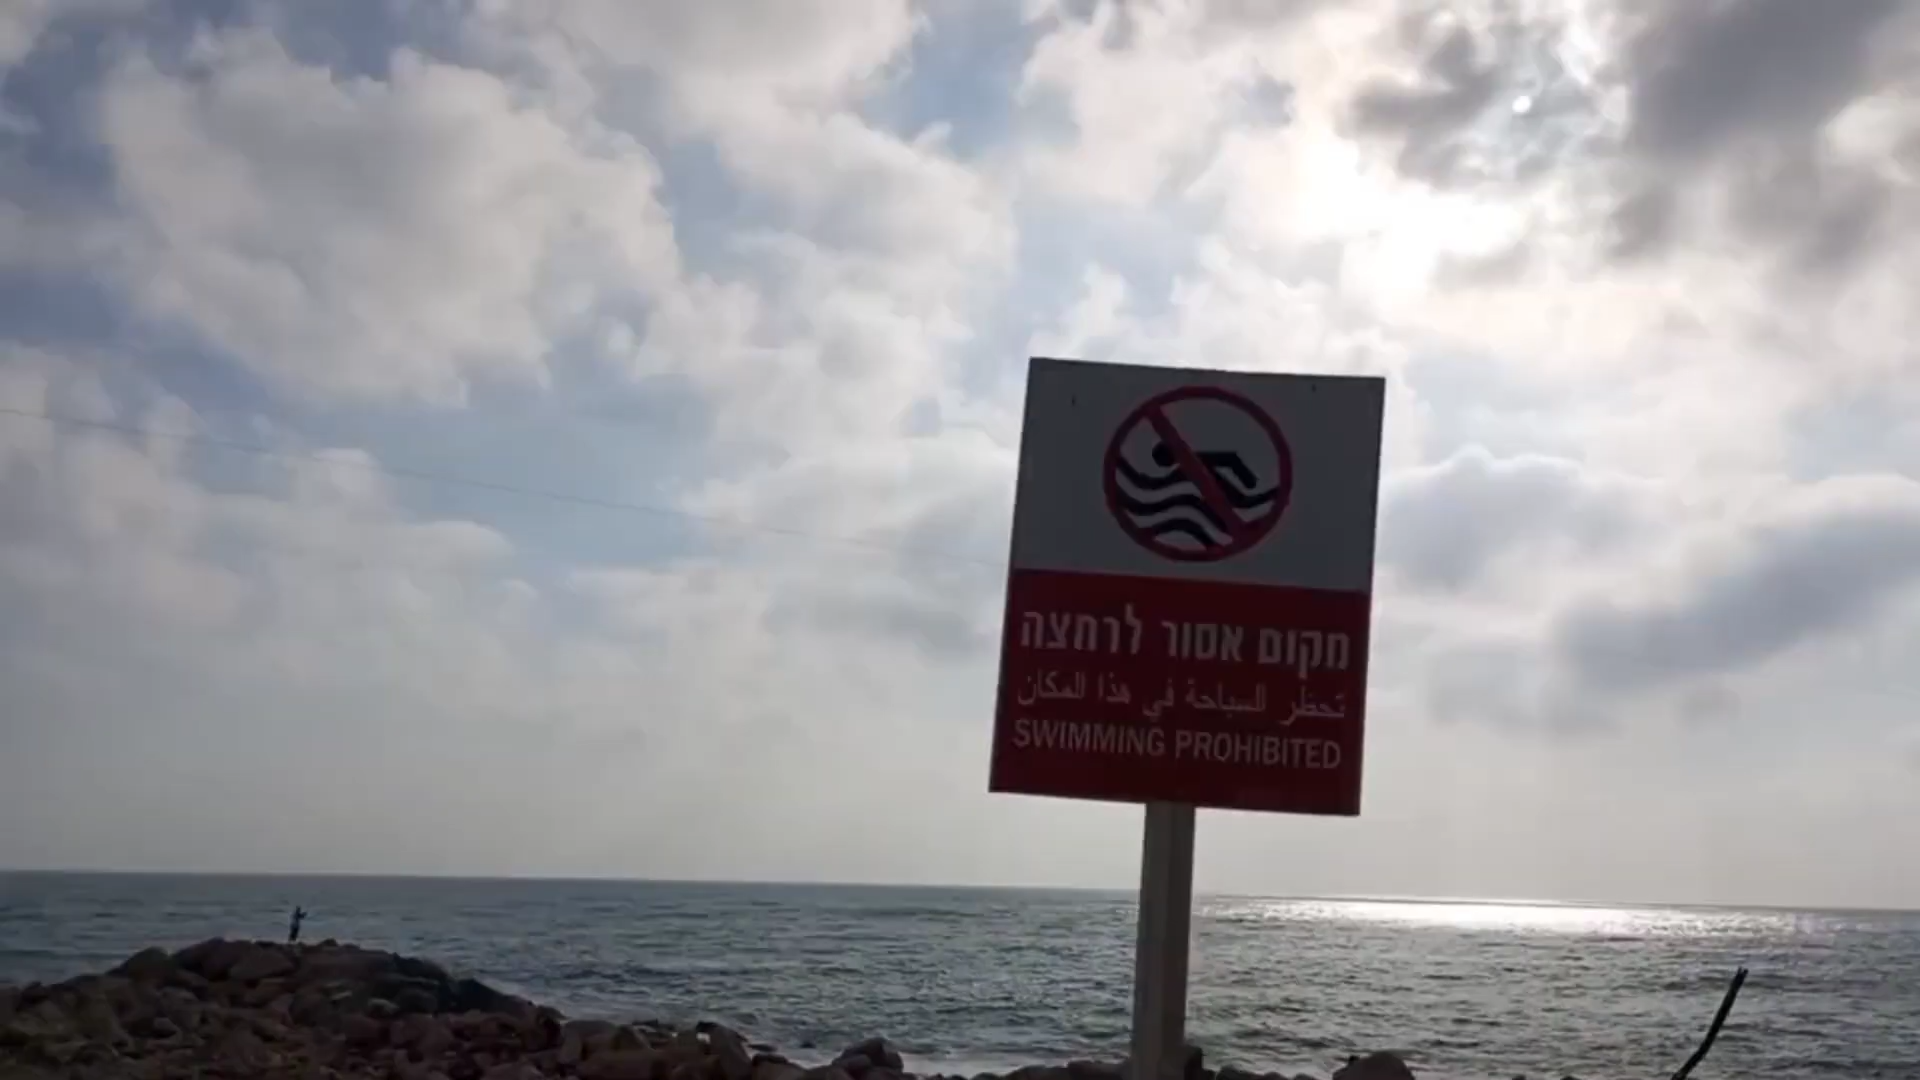 מקום אסור לרחצה
تحظر السباحة في هذا المكان
SWIMMING PROHIBITED